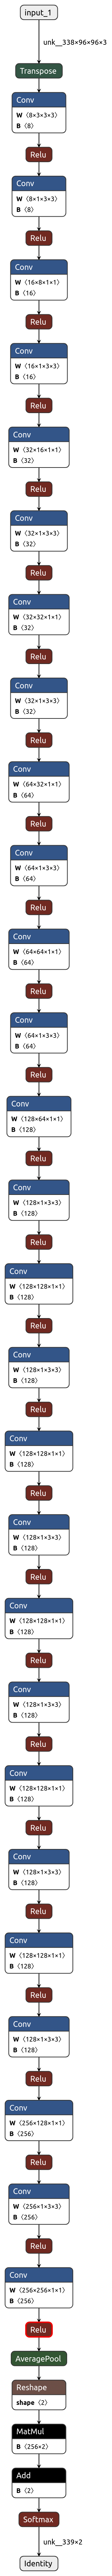 input_1
unk__338×96×96×3
Transpose
Conv
W ⟨8×3×3×3⟩
B ⟨8⟩
Relu
Conv
W ⟨8×1×3×3⟩
B ⟨8⟩
Relu
Conv
W ⟨16×8×1×1⟩
B ⟨16⟩
Relu
Conv
W ⟨16×1×3×3⟩
B ⟨16⟩
Relu
Conv
W ⟨32×16×1×1⟩
B ⟨32⟩
Relu
Conv
W ⟨32×1×3×3⟩
B ⟨32⟩
Relu
Conv
W ⟨32×32×1×1⟩
B ⟨32⟩
Relu
Conv
W ⟨32×1×3×3⟩
B ⟨32⟩
Relu
Conv
W ⟨64×32×1×1⟩
B ⟨64⟩
Relu
Conv
W ⟨64×1×3×3⟩
B ⟨64⟩
Relu
Conv
W ⟨64×64×1×1⟩
B ⟨64⟩
Relu
Conv
W ⟨64×1×3×3⟩
B ⟨64⟩
Relu
Conv
W ⟨128×64×1×1⟩
B ⟨128⟩
Relu
Conv
W ⟨128×1×3×3⟩
B ⟨128⟩
Relu
Conv
W ⟨128×128×1×1⟩
B ⟨128⟩
Relu
Conv
W ⟨128×1×3×3⟩
B ⟨128⟩
Relu
Conv
W ⟨128×128×1×1⟩
B ⟨128⟩
Relu
Conv
W ⟨128×1×3×3⟩
B ⟨128⟩
Relu
Conv
W ⟨128×128×1×1⟩
B ⟨128⟩
Relu
Conv
W ⟨128×1×3×3⟩
B ⟨128⟩
Relu
Conv
W ⟨128×128×1×1⟩
B ⟨128⟩
Relu
Conv
W ⟨128×1×3×3⟩
B ⟨128⟩
Relu
Conv
W ⟨128×128×1×1⟩
B ⟨128⟩
Relu
Conv
W ⟨128×1×3×3⟩
B ⟨128⟩
Relu
Conv
W ⟨256×128×1×1⟩
B ⟨256⟩
Relu
Conv
W ⟨256×1×3×3⟩
B ⟨256⟩
Relu
Conv
W ⟨256×256×1×1⟩
B ⟨256⟩
Relu
AveragePool
Reshape
shape ⟨2⟩
MatMul
B ⟨256×2⟩
Add
B ⟨2⟩
Softmax
unk__339×2
Identity